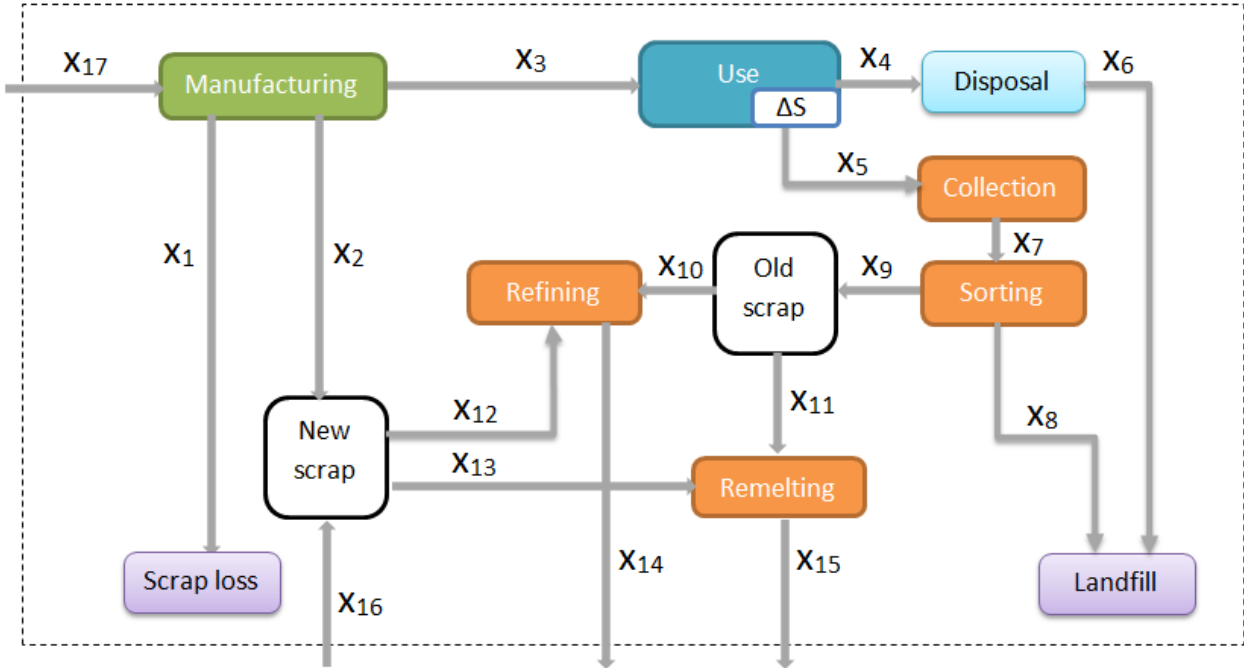 X17
Manufacturing
X3
Use
ΔS
X4
Disposal
X6
X5
Collection
X7
X1
X2
Refining
X10
Old
scrap
X9
Sorting
X12
X11
X8
New
scrap
X13
Remelting
Scrap loss
X16
X14
X15
Landfill